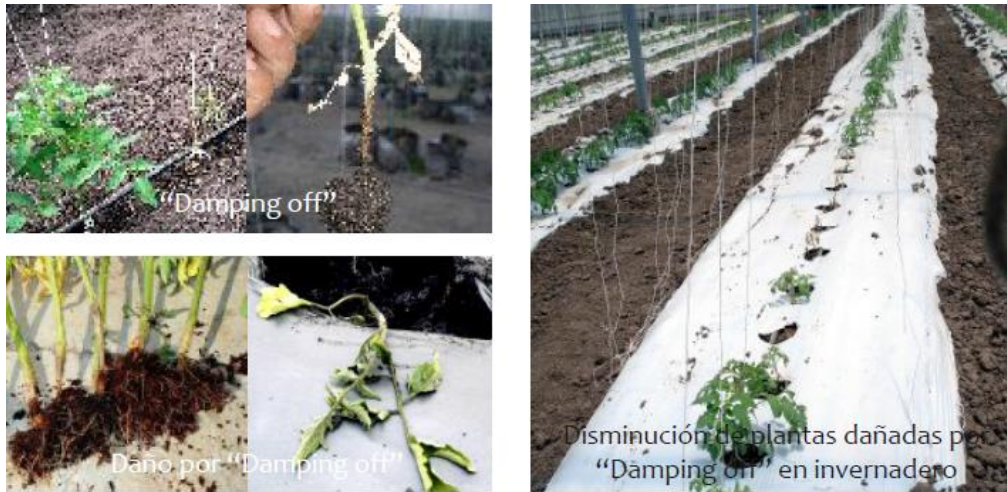 “Damping off”
Daño por “Damping off”
Disminución de plantas dañadas por
“Damping off” en invernadero